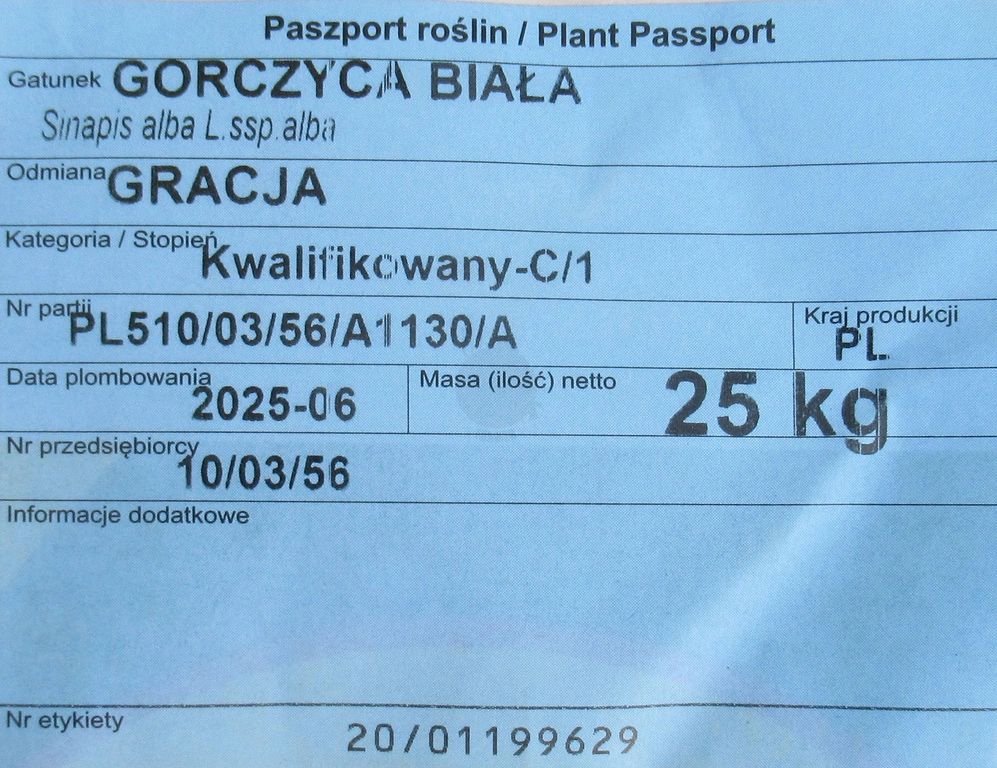 Paszport roślin / Plant Passport
Gatunek GORCZYCA BIAŁA
Sinapis alba L.ssp.alba
Odmiana GRACJA
Kategoria / Stopień Kwalifikowany-C/1
Nr partii PL510/03/56/A1130/A Kraj produkcji PL
Data plombowania 2025-06 Masa (ilość) netto 25 kg
Nr przedsiębiorcy 10/03/56
Informacje dodatkowe
Nr etykiety 20/01199629